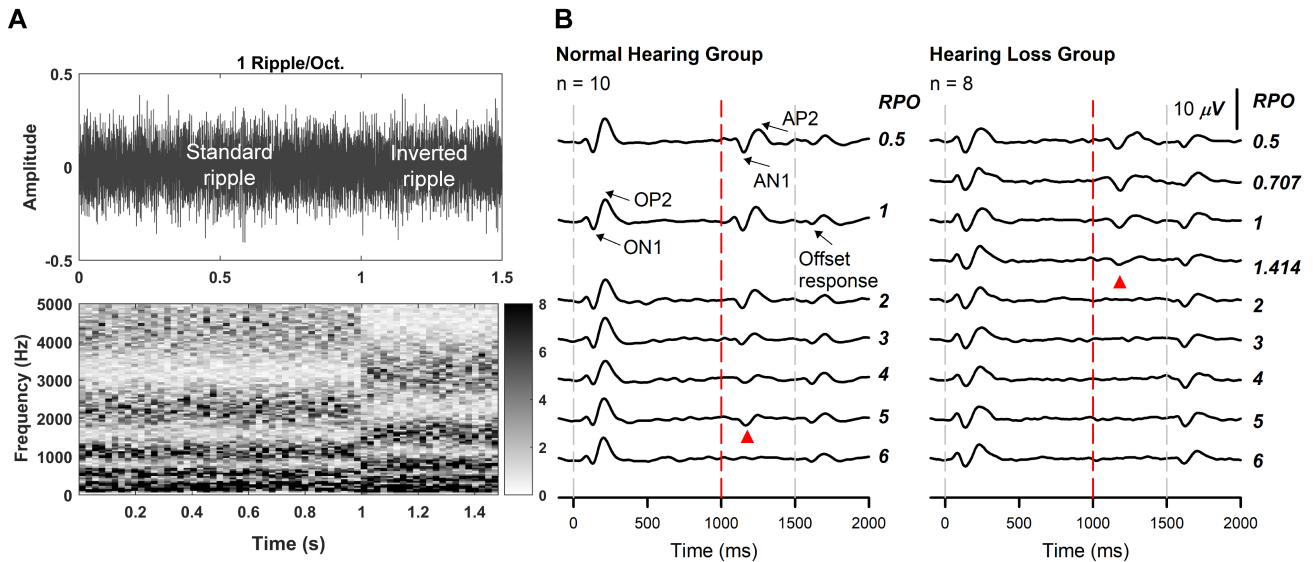 A
1 Ripple/Oct.
0.5
0
-0.5
Amplitude
Standard
ripple
Inverted
ripple
0 0.5 1 1.5
5000
4000
3000
2000
1000
0
Frequency (Hz)
8
6
4
2
0
0.2 0.4 0.6 0.8 1 1.2 1.4
Time (s)
B
Normal Hearing Group
n = 10
RPO
0.5
AP2
AN1
1
OP2
ON1
Offset
response
2
3
4
5
6
0 500 1000 1500 2000
Time (ms)
Hearing Loss Group
n = 8
10 μV
RPO
0.5
0.707
1
1.414
2
3
4
5
6
0 500 1000 1500 2000
Time (ms)